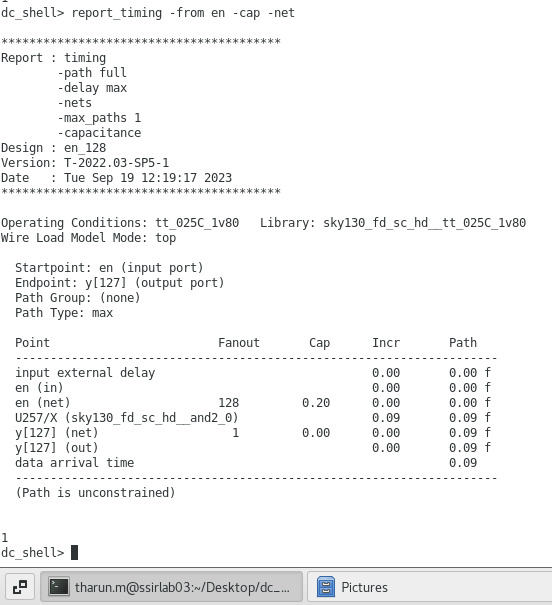 1
dc_shell> report_timing -from en -cap -net
****************************************
Report : timing
        -path full
        -delay max
        -nets
        -max_paths 1
        -capacitance
Design : en_128
Version: T-2022.03-SP5-1
Date   : Tue Sep 19 12:19:17 2023
****************************************
Operating Conditions: tt_025C_1v80   Library: sky130_fd_sc_hd__tt_025C_1v80
Wire Load Model Mode: top
  Startpoint: en (input port)
  Endpoint: y[127] (output port)
  Path Group: (none)
  Path Type: max
  Point                        Fanout      Cap      Incr       Path
  ---------------------------------------------------------------------
  input external delay                               0.00       0.00 f
  en (in)                                            0.00       0.00 f
  en (net)                      128         0.20     0.00       0.00 f
  U257/X (sky130_fd_sc_hd__and2_0)                   0.09       0.09 f
  y[127] (net)                    1         0.00     0.00       0.09 f
  y[127] (out)                                       0.00       0.09 f
  data arrival time                                             0.09
  ---------------------------------------------------------------------
  (Path is unconstrained)
1
dc_shell>
tharun.m@ssirlab03:~/Desktop/dc_... Pictures